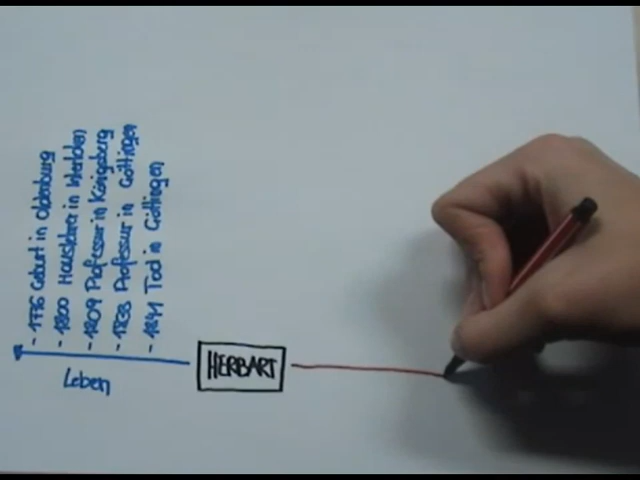 - 1776 Geburt in Oldenburg
- 1800 Hauslehrer in Interlaken
- 1809 Professur in Königsberg
- 1833 Professur in Göttingen
- 1841 Tod in Göttingen
Leben
HERBART